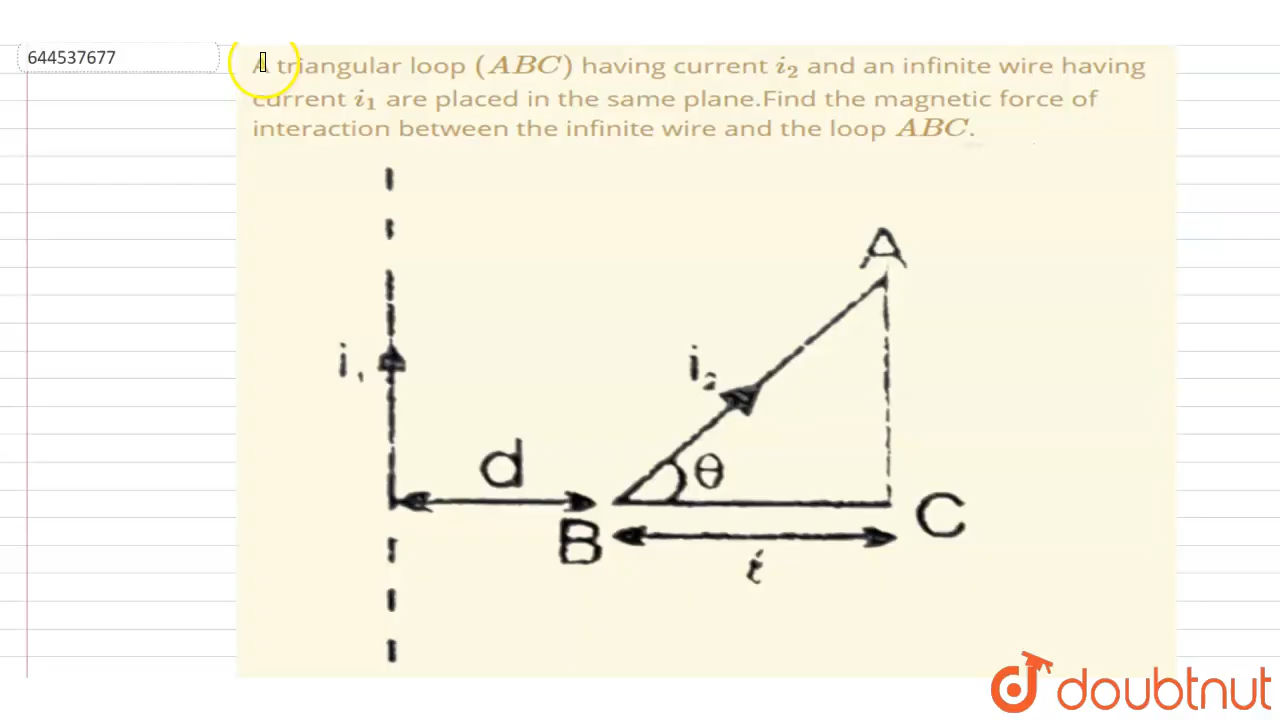 644537677
A triangular loop (ABC) having current i₂ and an infinite wire having
current i₁ are placed in the same plane.Find the magnetic force of
interaction between the infinite wire and the loop ABC.
A
i₁
i₂
d
θ
B
C
doubtnut